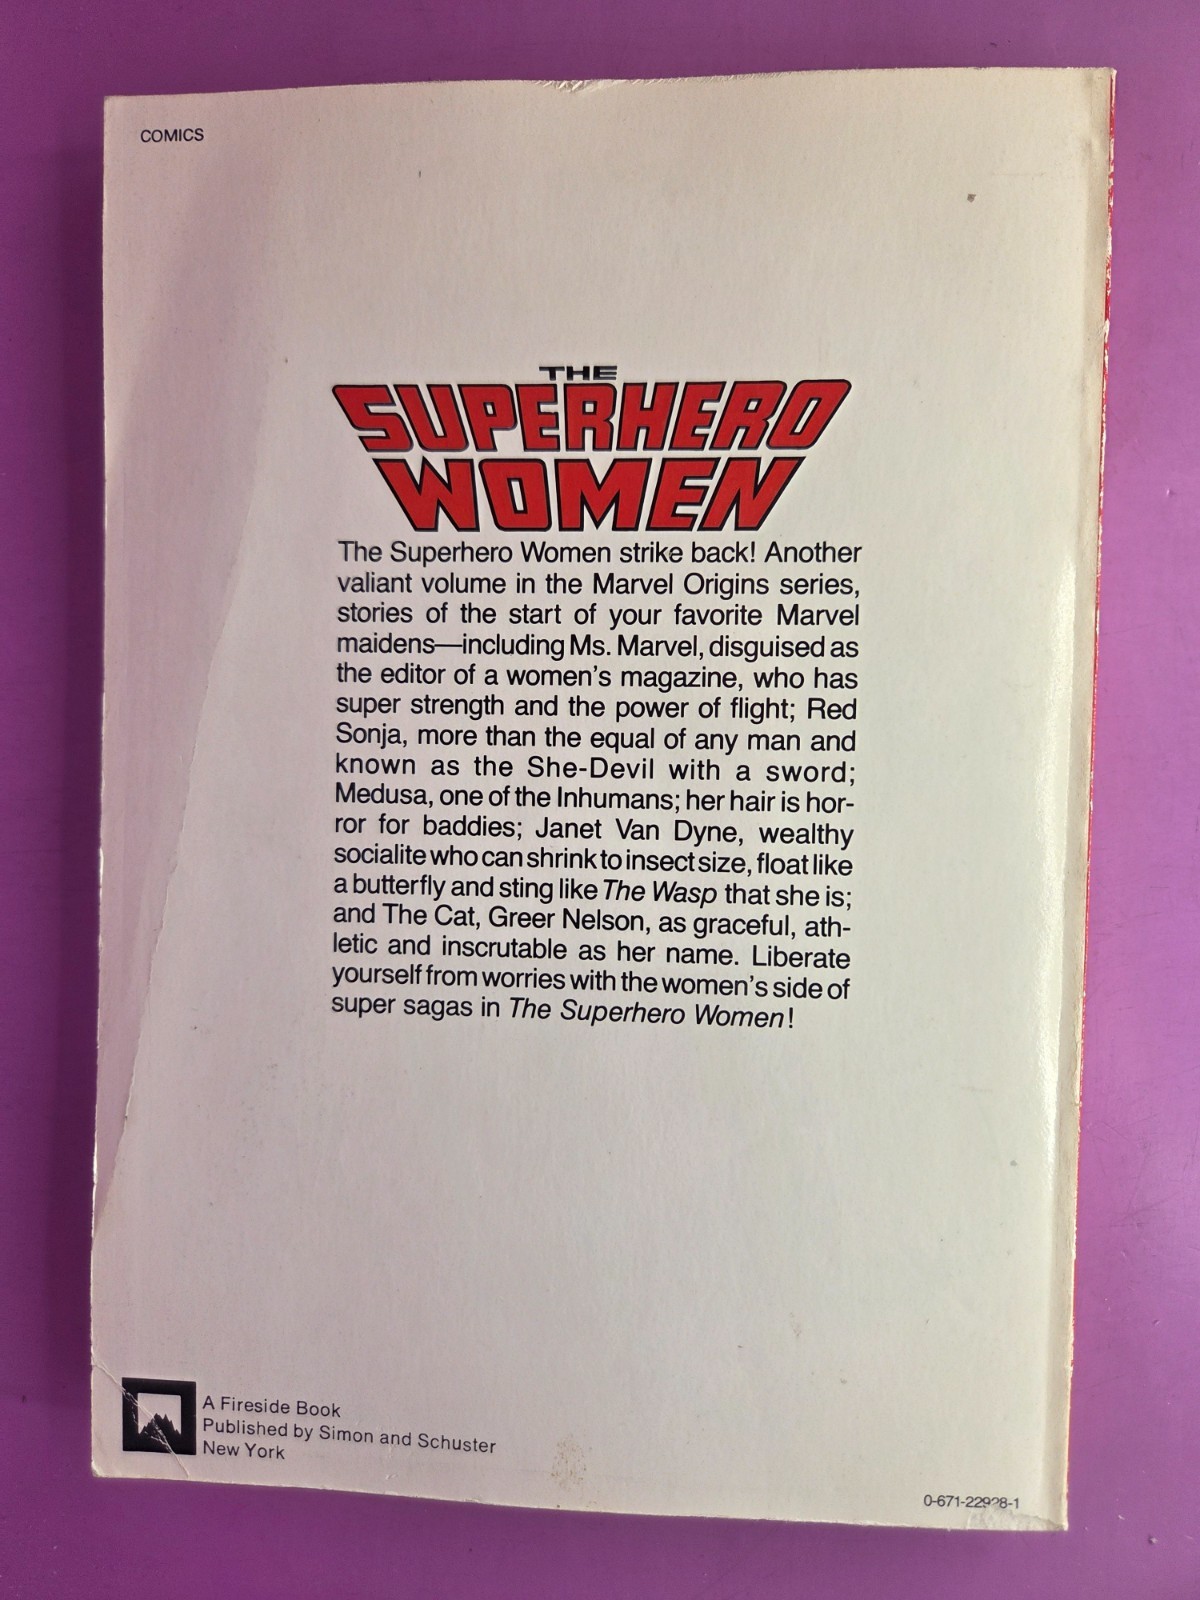 COMICS
THE
SUPERHERO
WOMEN
The Superhero Women strike back! Another
valiant volume in the Marvel Origins series,
stories of the start of your favorite Marvel
maidens—including Ms. Marvel, disguised as
the editor of a women's magazine, who has
super strength and the power of flight; Red
Sonja, more than the equal of any man and
known as the She-Devil with a sword;
Medusa, one of the Inhumans; her hair is hor-
ror for baddies; Janet Van Dyne, wealthy
socialite who can shrink to insect size, float like
a butterfly and sting like The Wasp that she is;
and The Cat, Greer Nelson, as graceful, ath-
letic and inscrutable as her name. Liberate
yourself from worries with the women's side of
super sagas in The Superhero Women!
A Fireside Book
Published by Simon and Schuster
New York
0-671-22928-1